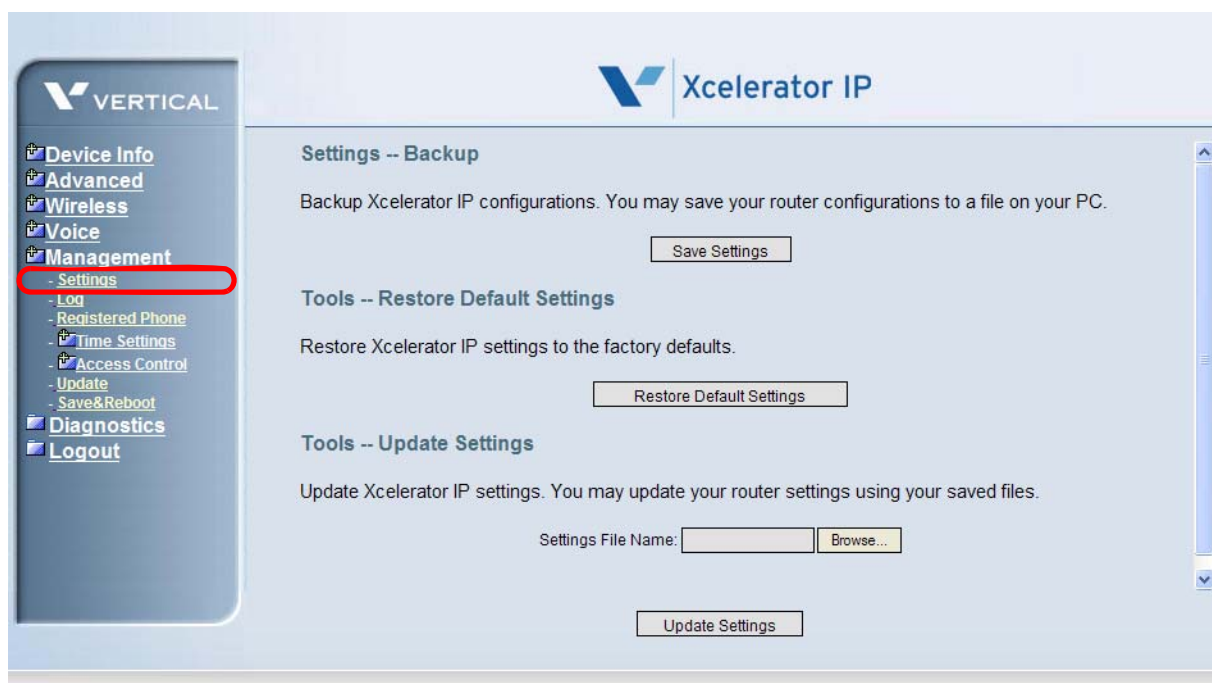 VERTICAL
Xcelerator IP
Device Info
Advanced
Wireless
Voice
Management
- Settings
- Log
- Registered Phone
- Time Settings
- Access Control
- Update
- Save&Reboot
Diagnostics
Logout
Settings -- Backup
Backup Xcelerator IP configurations. You may save your router configurations to a file on your PC.
Save Settings
Tools -- Restore Default Settings
Restore Xcelerator IP settings to the factory defaults.
Restore Default Settings
Tools -- Update Settings
Update Xcelerator IP settings. You may update your router settings using your saved files.
Settings File Name: Browse...
Update Settings